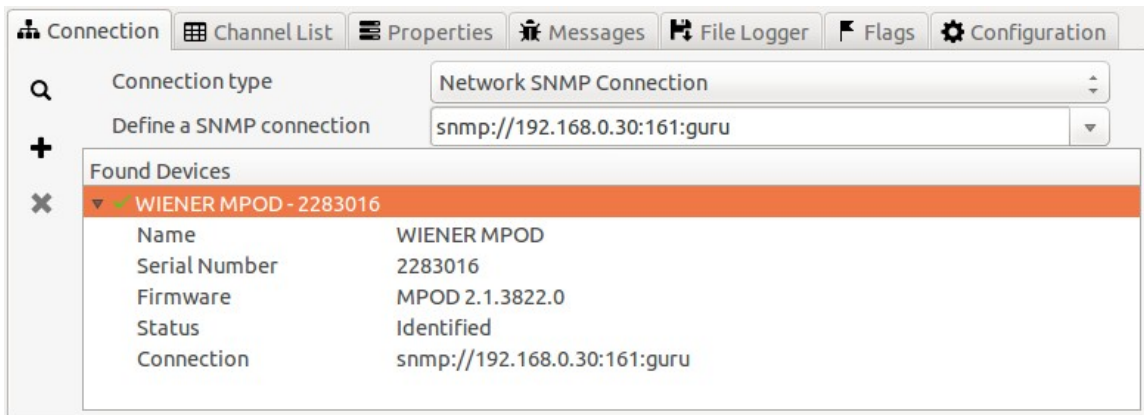 Connection Channel List Properties Messages File Logger Flags Configuration
Connection type Network SNMP Connection
Define a SNMP connection snmp://192.168.0.30:161:guru
Found Devices
WIENER MPOD - 2283016
Name WIENER MPOD
Serial Number 2283016
Firmware MPOD 2.1.3822.0
Status Identified
Connection snmp://192.168.0.30:161:guru